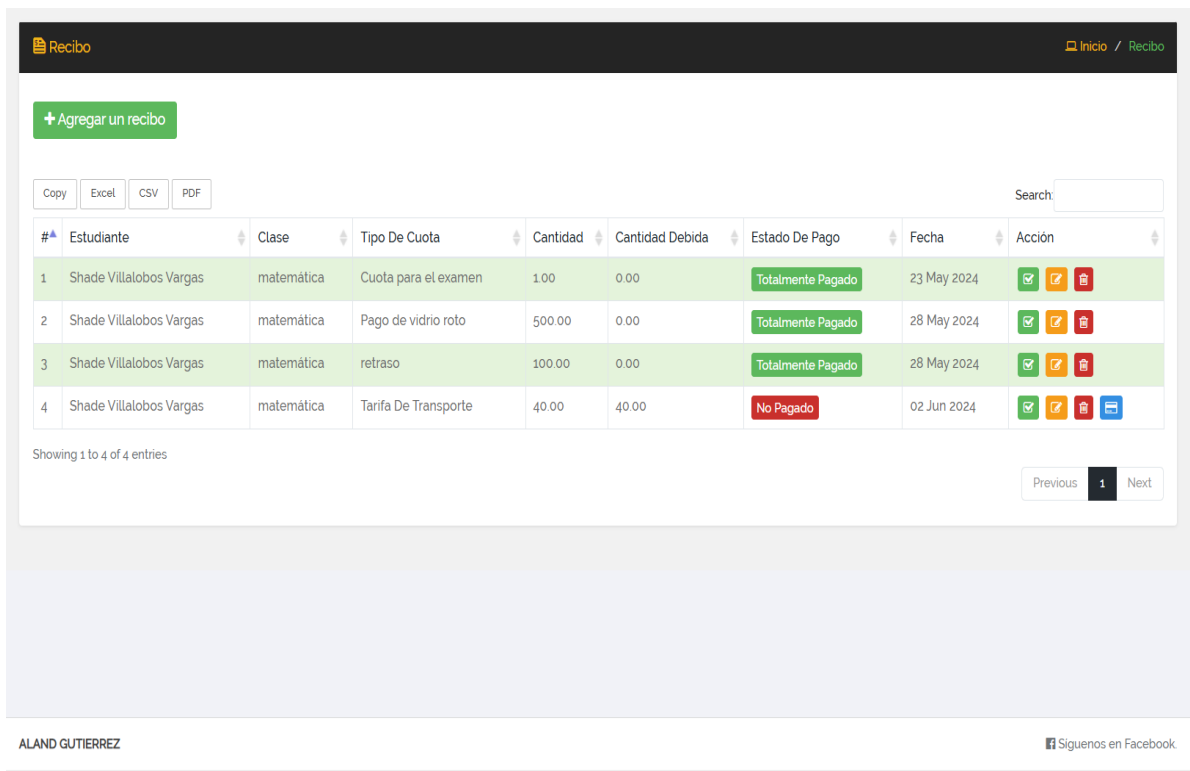 Recibo Inicio / Recibo
Agregar un recibo
Copy Excel CSV PDF Search:
# Estudiante Clase Tipo De Cuota Cantidad Cantidad Debida Estado De Pago Fecha Acción
1 Shade Villalobos Vargas matemática Cuota para el examen 1.00 0.00 Totalmente Pagado 23 May 2024
2 Shade Villalobos Vargas matemática Pago de vidrio roto 500.00 0.00 Totalmente Pagado 28 May 2024
3 Shade Villalobos Vargas matemática retraso 100.00 0.00 Totalmente Pagado 28 May 2024
4 Shade Villalobos Vargas matemática Tarifa De Transporte 40.00 40.00 No Pagado 02 Jun 2024
Showing 1 to 4 of 4 entries
Previous 1 Next
ALAND GUTIERREZ Siguenos en Facebook.